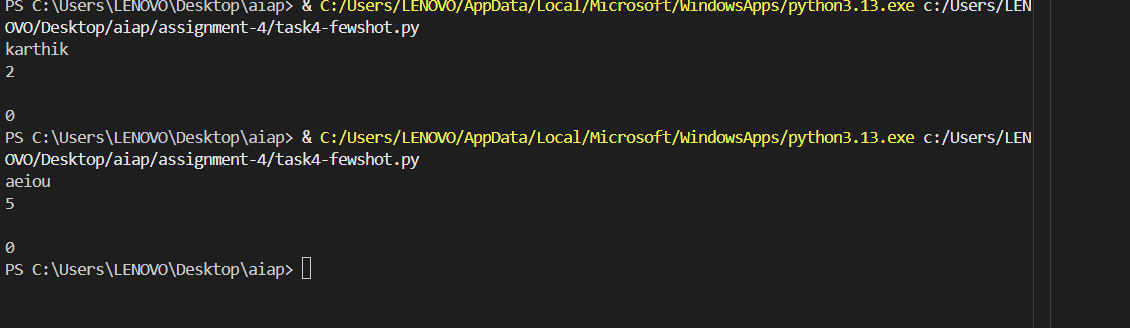 PS C:\Users\LENOVO\Desktop\aiap> & C:/Users/LENOVO/AppData/Local/Microsoft/WindowsApps/python3.13.exe c:/Users/LEN
OVO/Desktop/aiap/assignment-4/task4-fewshot.py
karthik
2
0
PS C:\Users\LENOVO\Desktop\aiap> & C:/Users/LENOVO/AppData/Local/Microsoft/WindowsApps/python3.13.exe c:/Users/LEN
OVO/Desktop/aiap/assignment-4/task4-fewshot.py
aeiou
5
0
PS C:\Users\LENOVO\Desktop\aiap>